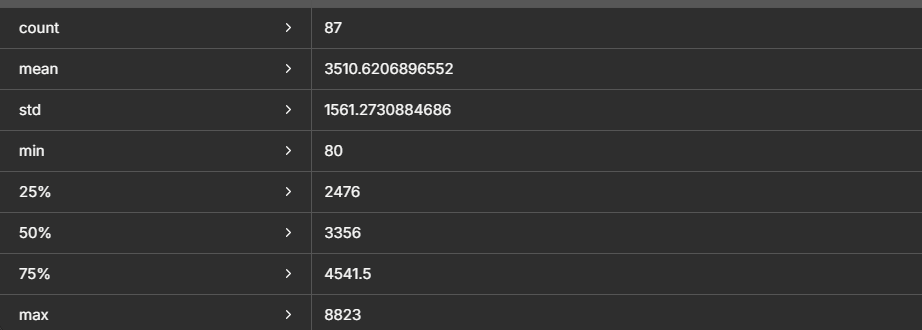 count 87
mean 3510.6206896552
std 1561.2730884686
min 80
25% 2476
50% 3356
75% 4541.5
max 8823